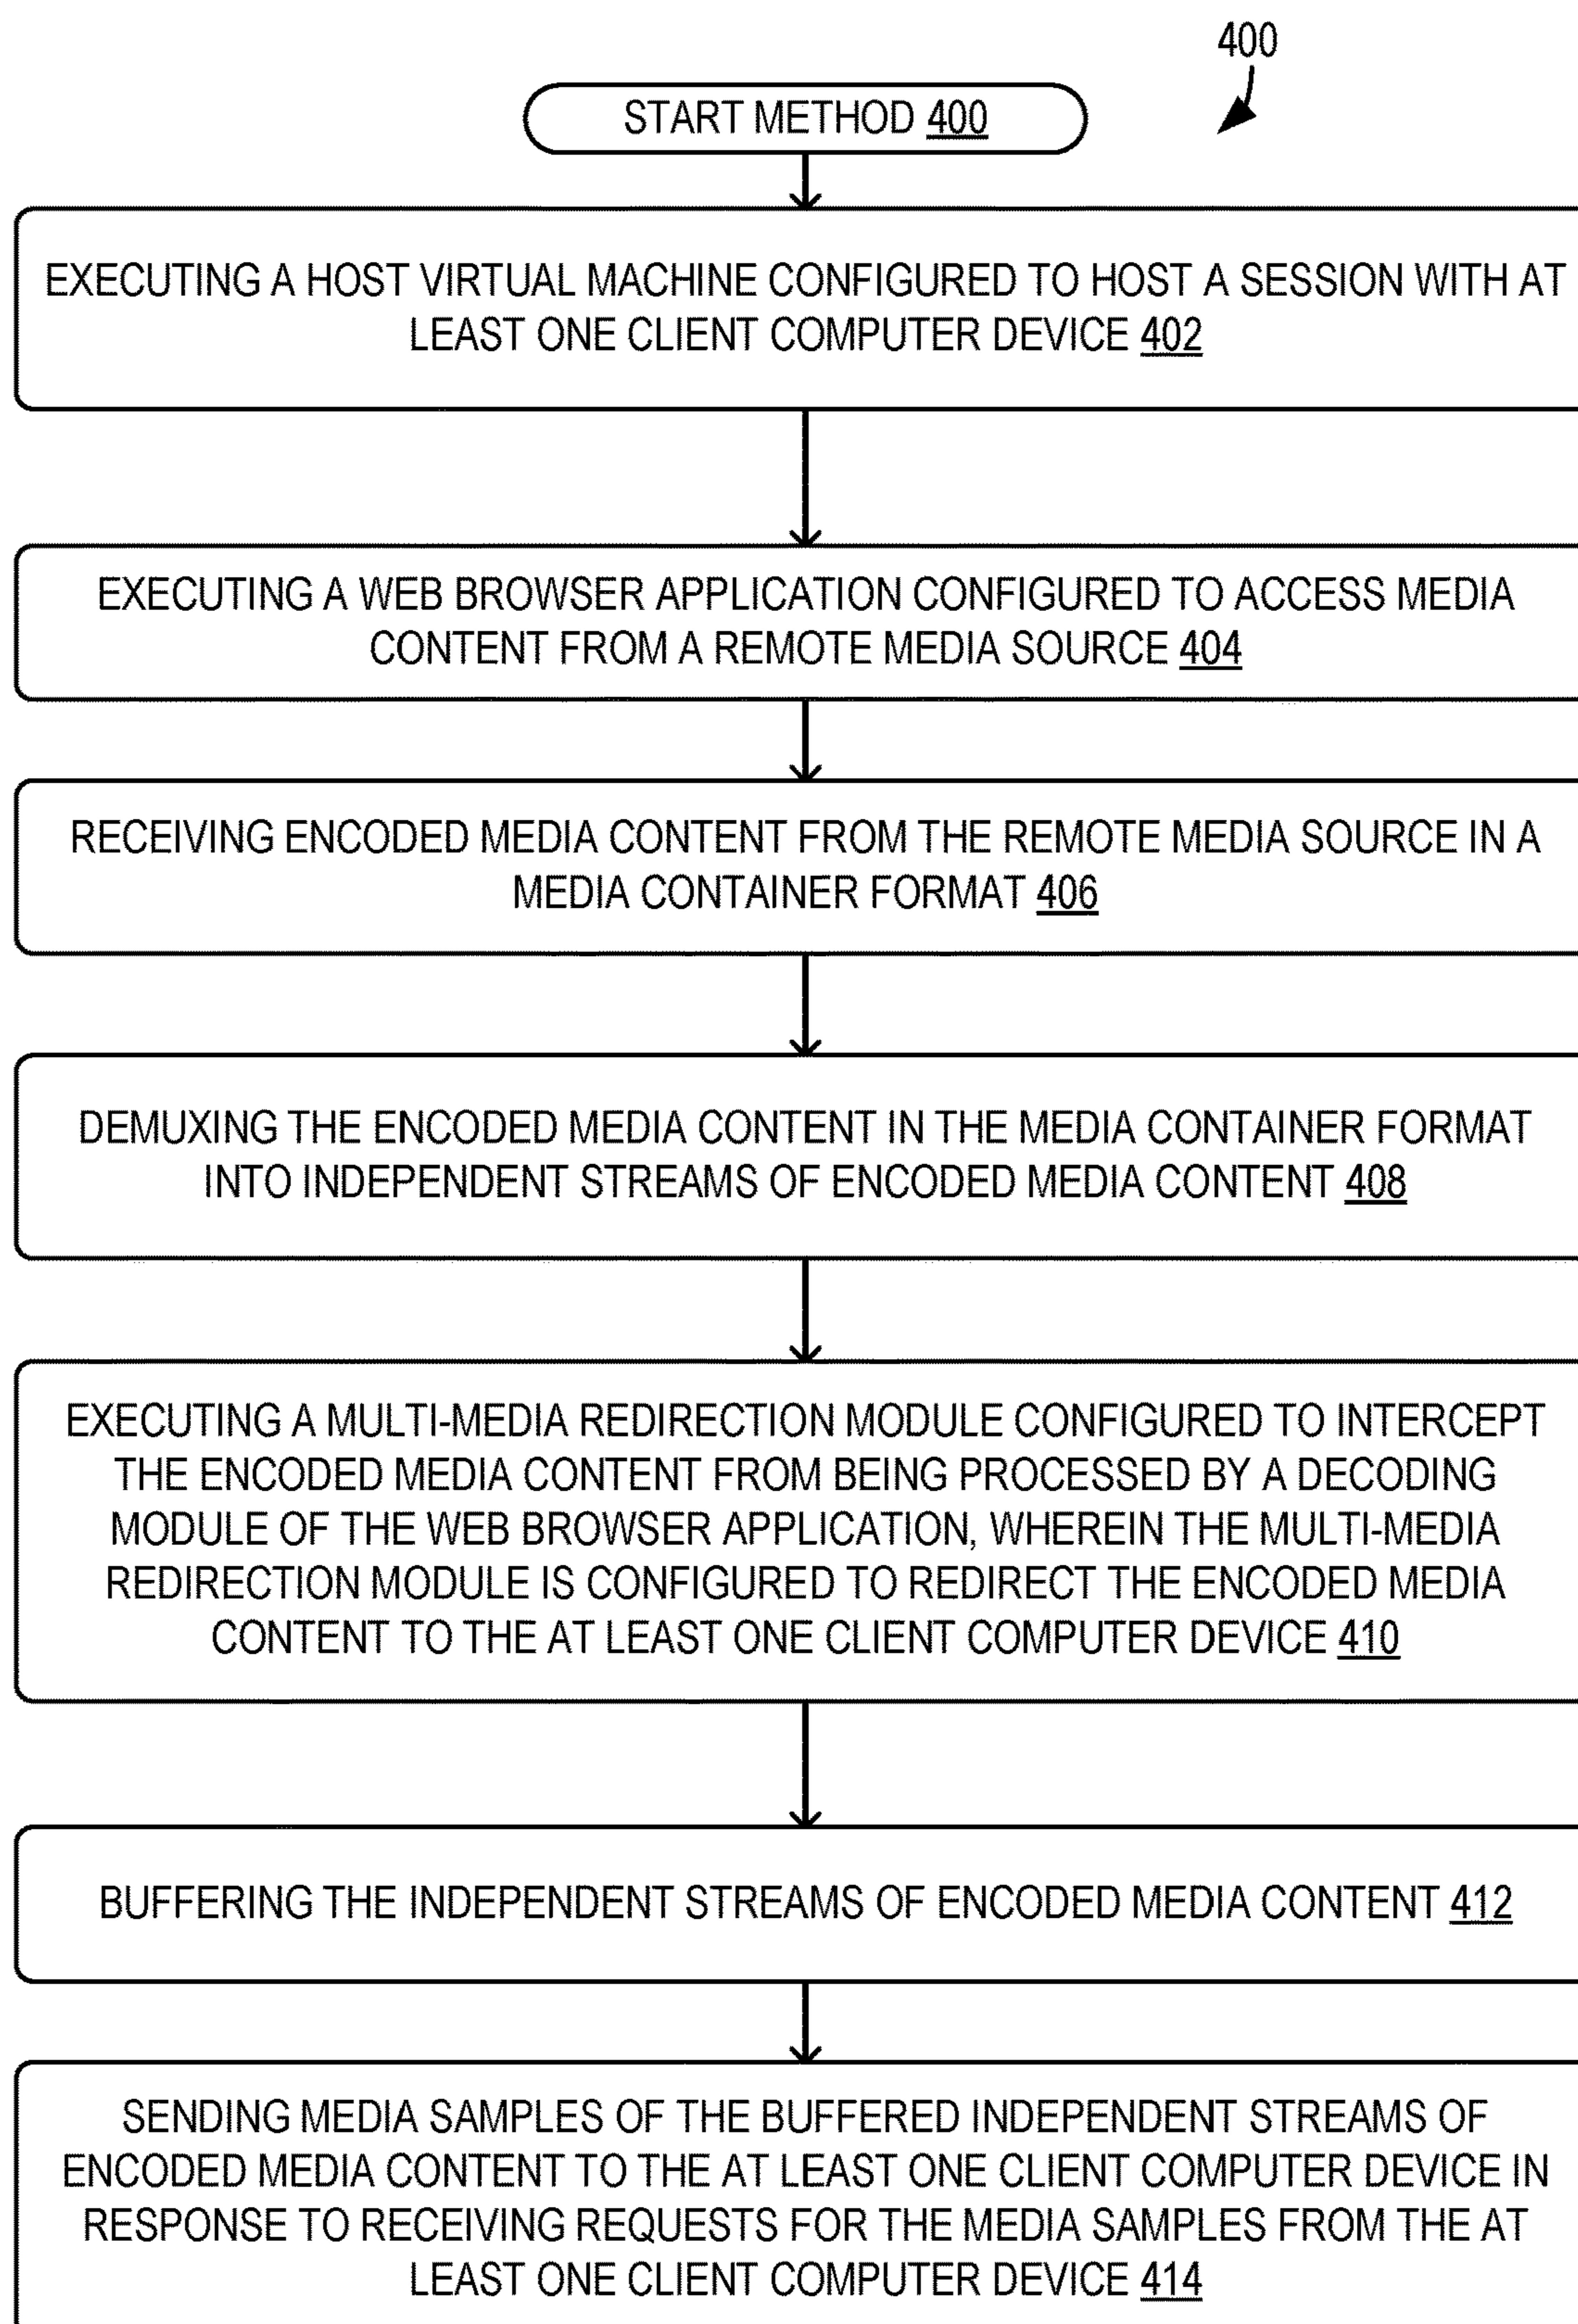 400
START METHOD 400
EXECUTING A HOST VIRTUAL MACHINE CONFIGURED TO HOST A SESSION WITH AT
LEAST ONE CLIENT COMPUTER DEVICE 402
EXECUTING A WEB BROWSER APPLICATION CONFIGURED TO ACCESS MEDIA
CONTENT FROM A REMOTE MEDIA SOURCE 404
RECEIVING ENCODED MEDIA CONTENT FROM THE REMOTE MEDIA SOURCE IN A
MEDIA CONTAINER FORMAT 406
DEMUXING THE ENCODED MEDIA CONTENT IN THE MEDIA CONTAINER FORMAT
INTO INDEPENDENT STREAMS OF ENCODED MEDIA CONTENT 408
EXECUTING A MULTI-MEDIA REDIRECTION MODULE CONFIGURED TO INTERCEPT
THE ENCODED MEDIA CONTENT FROM BEING PROCESSED BY A DECODING
MODULE OF THE WEB BROWSER APPLICATION, WHEREIN THE MULTI-MEDIA
REDIRECTION MODULE IS CONFIGURED TO REDIRECT THE ENCODED MEDIA
CONTENT TO THE AT LEAST ONE CLIENT COMPUTER DEVICE 410
BUFFERING THE INDEPENDENT STREAMS OF ENCODED MEDIA CONTENT 412
SENDING MEDIA SAMPLES OF THE BUFFERED INDEPENDENT STREAMS OF
ENCODED MEDIA CONTENT TO THE AT LEAST ONE CLIENT COMPUTER DEVICE IN
RESPONSE TO RECEIVING REQUESTS FOR THE MEDIA SAMPLES FROM THE AT
LEAST ONE CLIENT COMPUTER DEVICE 414